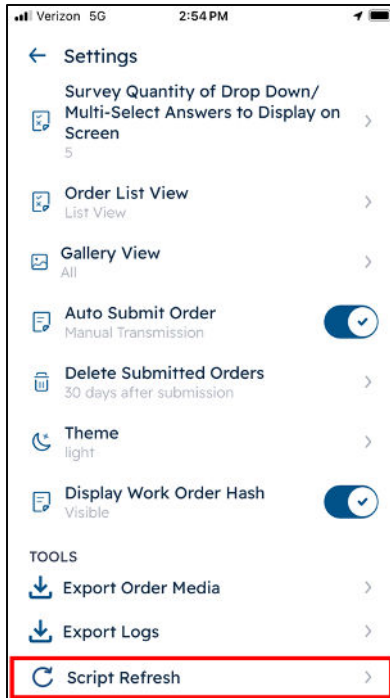 Verizon 5G 2:54 PM
Settings
Survey Quantity of Drop Down/
Multi-Select Answers to Display on
Screen
5
Order List View
List View
Gallery View
All
Auto Submit Order
Manual Transmission
Delete Submitted Orders
30 days after submission
Theme
light
Display Work Order Hash
Visible
TOOLS
Export Order Media
Export Logs
Script Refresh